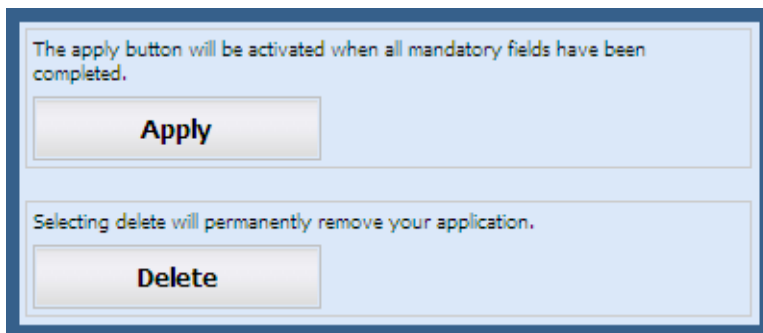 The apply button will be activated when all mandatory fields have been
completed.
Apply
Selecting delete will permanently remove your application.
Delete